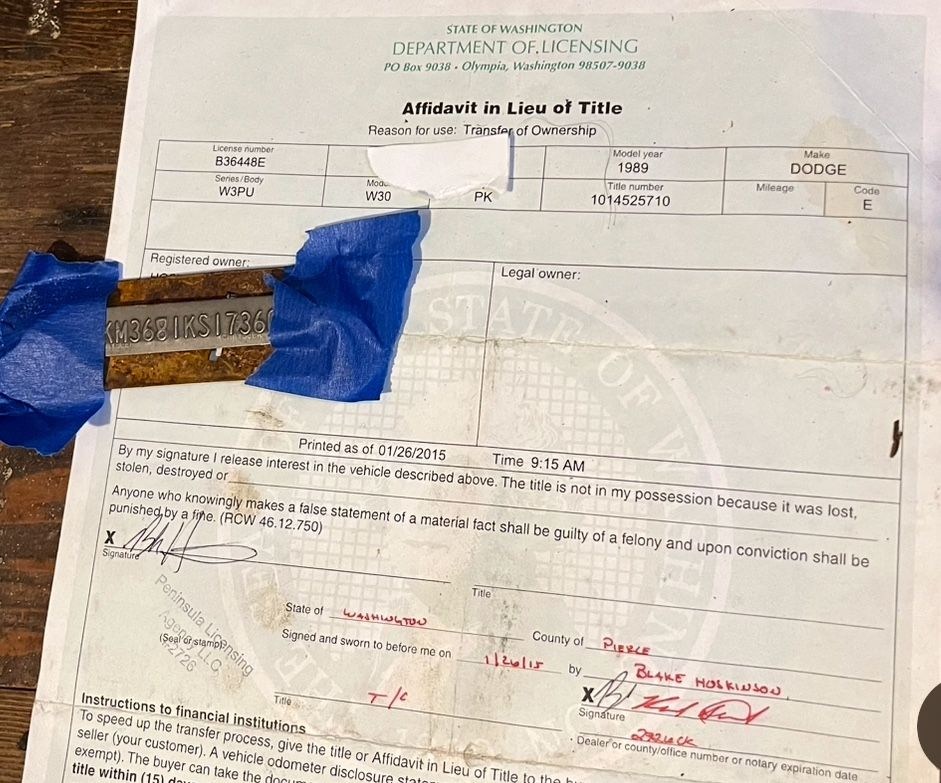 STATE OF WASHINGTON
DEPARTMENT OF LICENSING
PO Box 9038 • Olympia, Washington 98507-9038
Affidavit in Lieu of Title
Reason for use: Transfer of Ownership
License number Model year Make
B36448E 1989 DODGE
Series/Body Title number Mileage Code
W3PU W30 PK 1014525710 E
Registered owner: Legal owner:
KM3681KS1736
STATE OF WASHINGTON
Printed as of 01/26/2015 Time 9:15 AM
By my signature I release interest in the vehicle described above. The title is not in my possession because it was lost,
stolen, destroyed or
Anyone who knowingly makes a false statement of a material fact shall be guilty of a felony and upon conviction shall be
punished by a fine. (RCW 46.12.750)
X
Signature Title
Peninsula Licensing
Agency LLC.
(Seal or stamp)
State of WASHINGTON County of PIERCE
Signed and sworn to before me on 1/26/15 by BLAKE HOSKINSON
Title T/C X
Signature
Dealer or county/office number or notary expiration date
Instructions to financial institutions
To speed up the transfer process, give the title or Affidavit in Lieu of Title to the
seller (your customer). A vehicle odometer disclosure
exempt). The buyer can take the
title within (15)